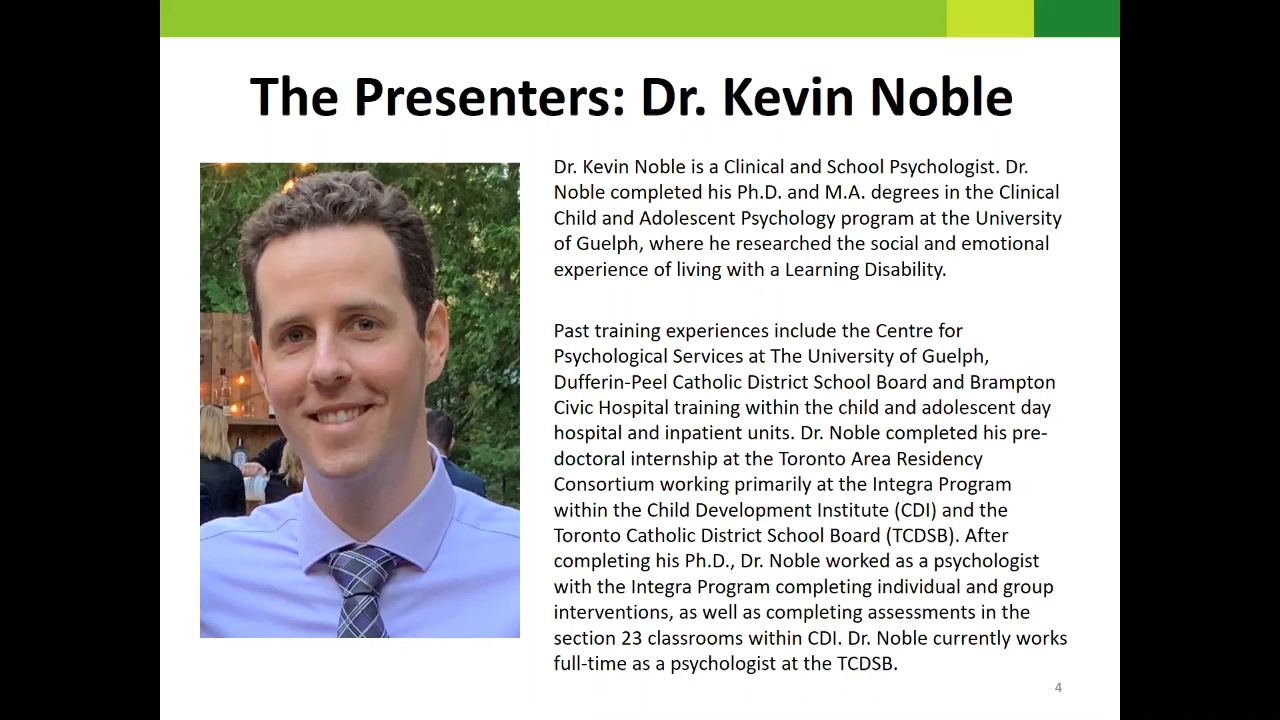 The Presenters: Dr. Kevin Noble
Dr. Kevin Noble is a Clinical and School Psychologist. Dr.
Noble completed his Ph.D. and M.A. degrees in the Clinical
Child and Adolescent Psychology program at the University
of Guelph, where he researched the social and emotional
experience of living with a Learning Disability.
Past training experiences include the Centre for
Psychological Services at The University of Guelph,
Dufferin-Peel Catholic District School Board and Brampton
Civic Hospital training within the child and adolescent day
hospital and inpatient units. Dr. Noble completed his pre-
doctoral internship at the Toronto Area Residency
Consortium working primarily at the Integra Program
within the Child Development Institute (CDI) and the
Toronto Catholic District School Board (TCDSB). After
completing his Ph.D., Dr. Noble worked as a psychologist
with the Integra Program completing individual and group
interventions, as well as completing assessments in the
section 23 classrooms within CDI. Dr. Noble currently works
full-time as a psychologist at the TCDSB.
4